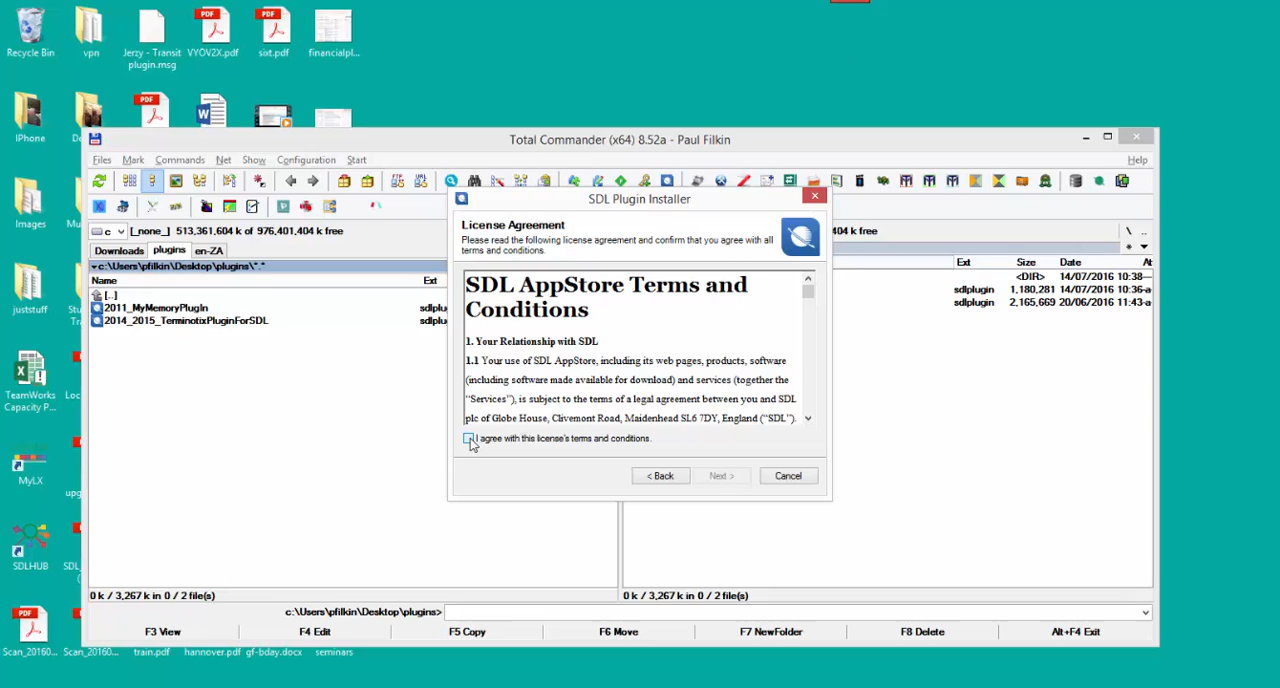 Recycle Bin
vpn
Jerzy - Transit plugin.msg
PDF
VYOV2X.pdf
PDF
sixt.pdf
financialpl...
IPhone
PDF
Total Commander (x64) 8.52a - Paul Filkin
Files Mark Commands Net Show Configuration Start Help
SDL Plugin Installer
License Agreement
Please read the following license agreement and confirm that you agree with all
terms and conditions.
Images
c [_none_] 513,361,604 k of 976,401,404 k free
404 k free
\ ..
Downloads plugins en-ZA
c:\Users\pfilkin\Desktop\plugins\*.*
Name Ext
Ext Size Date
[..]
<DIR> 14/07/2016 10:38
2011_MyMemoryPlugIn sdlplu
sdlplugin 1,180,281 14/07/2016 10:36-a
2014_2015_TerminotixPluginForSDL sdlplu
sdlplugin 2,165,669 20/06/2016 11:43-a
SDL AppStore Terms and
Conditions
1. Your Relationship with SDL
1.1 Your use of SDL AppStore, including its web pages, products, software
(including software made available for download) and services (together the
“Services”), is subject to the terms of a legal agreement between you and SDL
plc of Globe House, Clivemont Road, Maidenhead SL6 7DY, England (“SDL”).
I agree with this license's terms and conditions.
< Back Next > Cancel
juststuff
TeamWorks
Capacity P...
MyLX
SDLHUB
SDL_
0 k / 3,267 k in 0 / 2 file(s)
0 k / 3,267 k in 0 / 2 file(s)
c:\Users\pfilkin\Desktop\plugins>
F3 View F4 Edit F5 Copy F6 Move F7 NewFolder F8 Delete Alt+F4 Exit
PDF
Scan_20160... Scan_20160... train.pdf hannover.pdf gf-bday.docx seminars